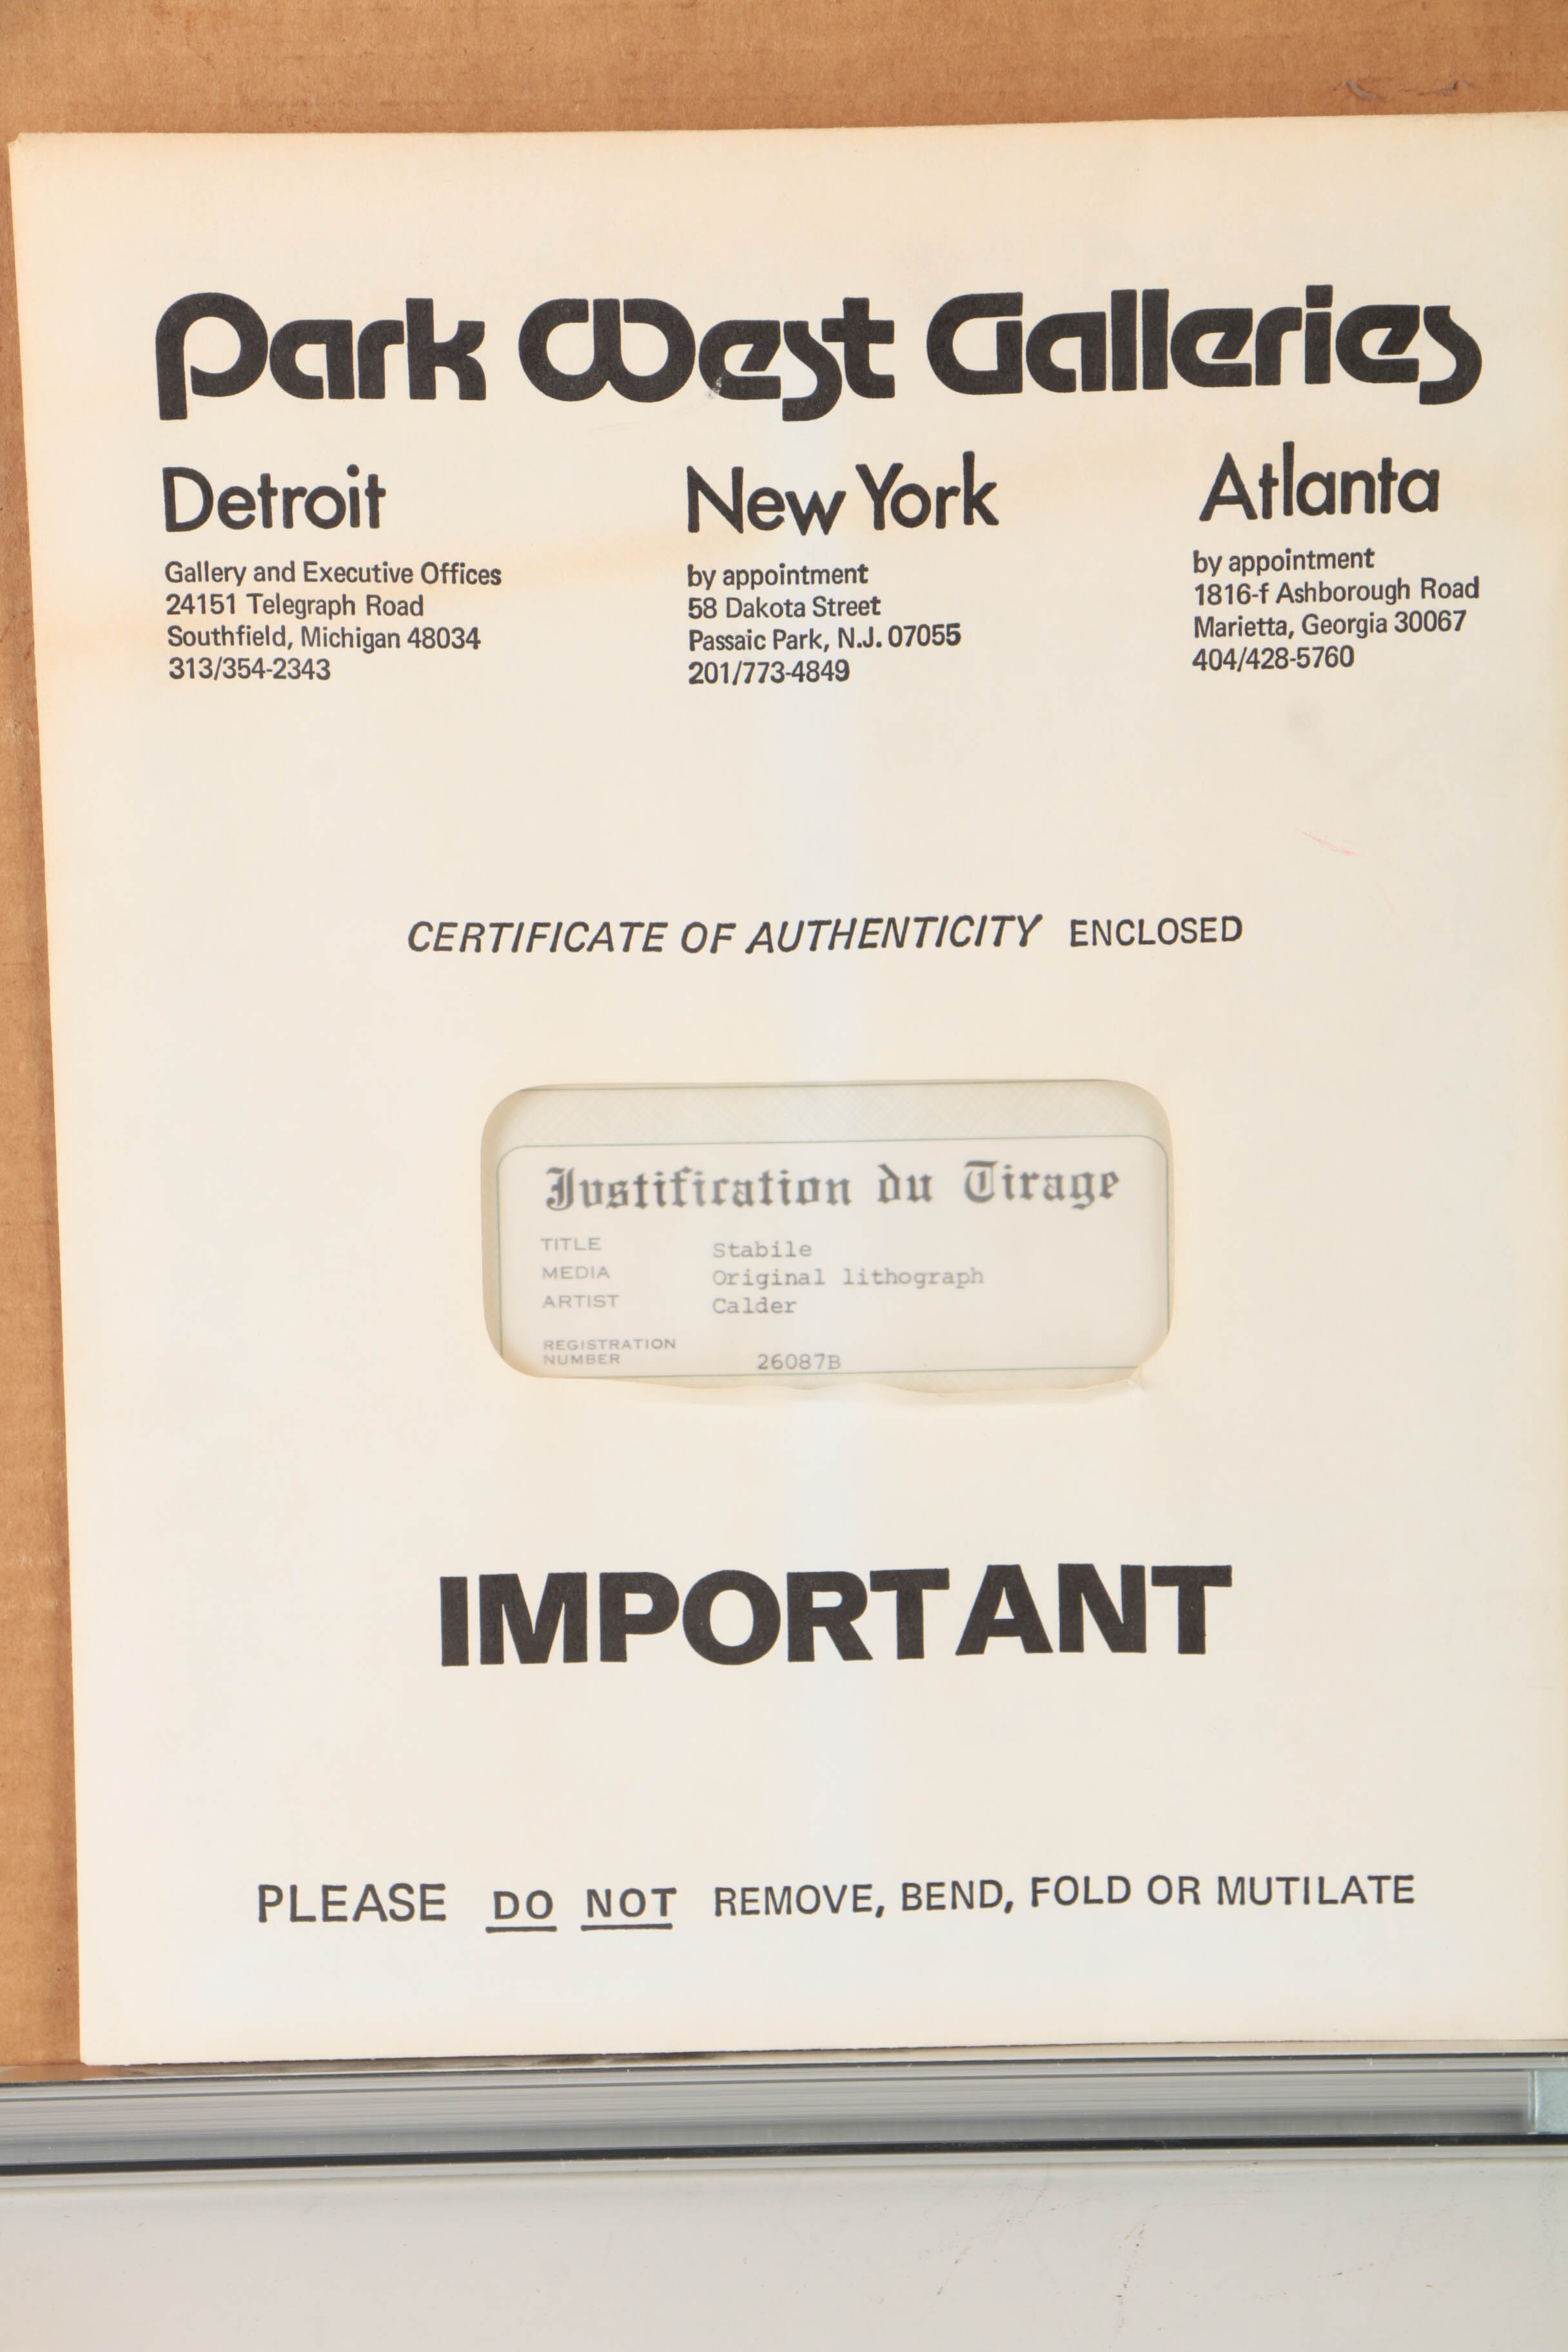 Park West Galleries
Detroit
Gallery and Executive Offices
24151 Telegraph Road
Southfield, Michigan 48034
313/354-2343
New York
by appointment
58 Dakota Street
Passaic Park, N.J. 07055
201/773-4849
Atlanta
by appointment
1816-f Ashborough Road
Marietta, Georgia 30067
404/428-5760
CERTIFICATE OF AUTHENTICITY ENCLOSED
Justification du Tirage
TITLE Stabile
MEDIA Original lithograph
ARTIST Calder
REGISTRATION
NUMBER 26087B
IMPORTANT
PLEASE DO NOT REMOVE, BEND, FOLD OR MUTILATE